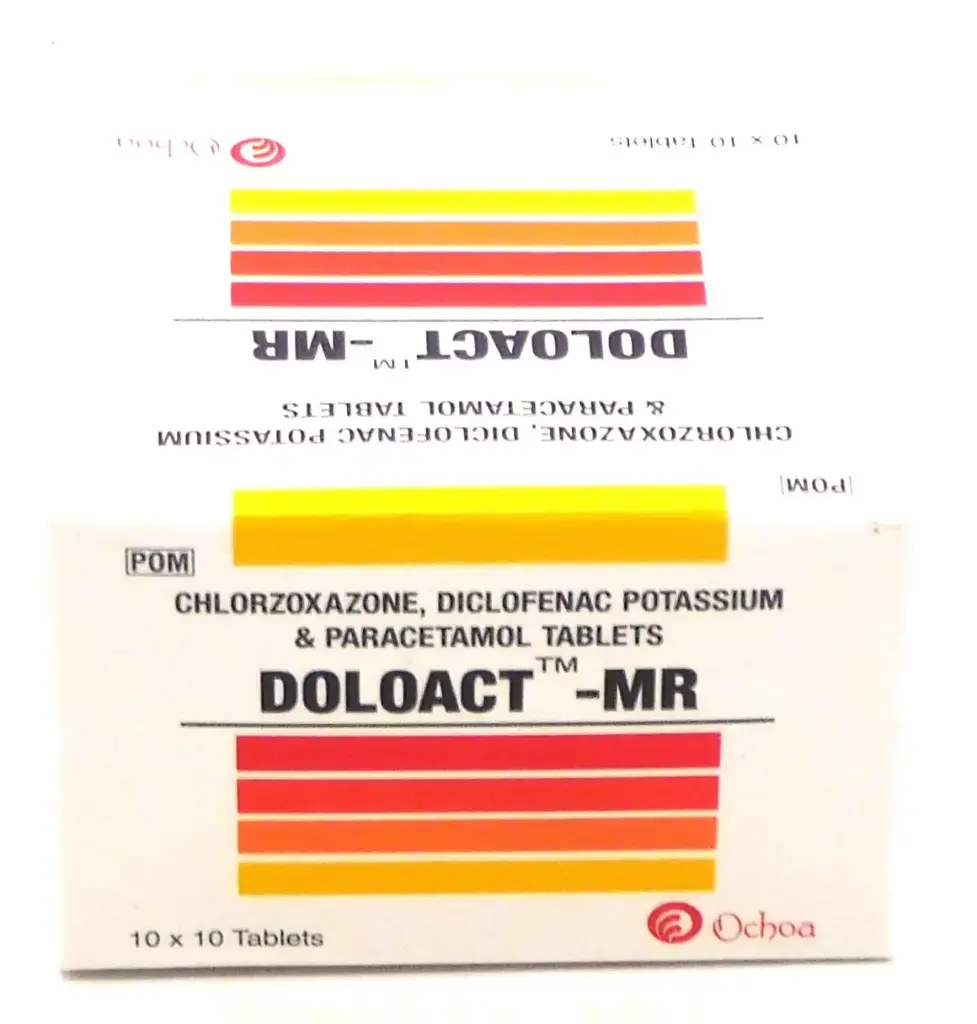 Ochoa
10 x 10 Tablets
DOLOACT™-MR
CHLORZOXAZONE, DICLOFENAC POTASSIUM
& PARACETAMOL TABLETS
POM
POM
CHLORZOXAZONE, DICLOFENAC POTASSIUM
& PARACETAMOL TABLETS
DOLOACT™-MR
10 x 10 Tablets
Ochoa